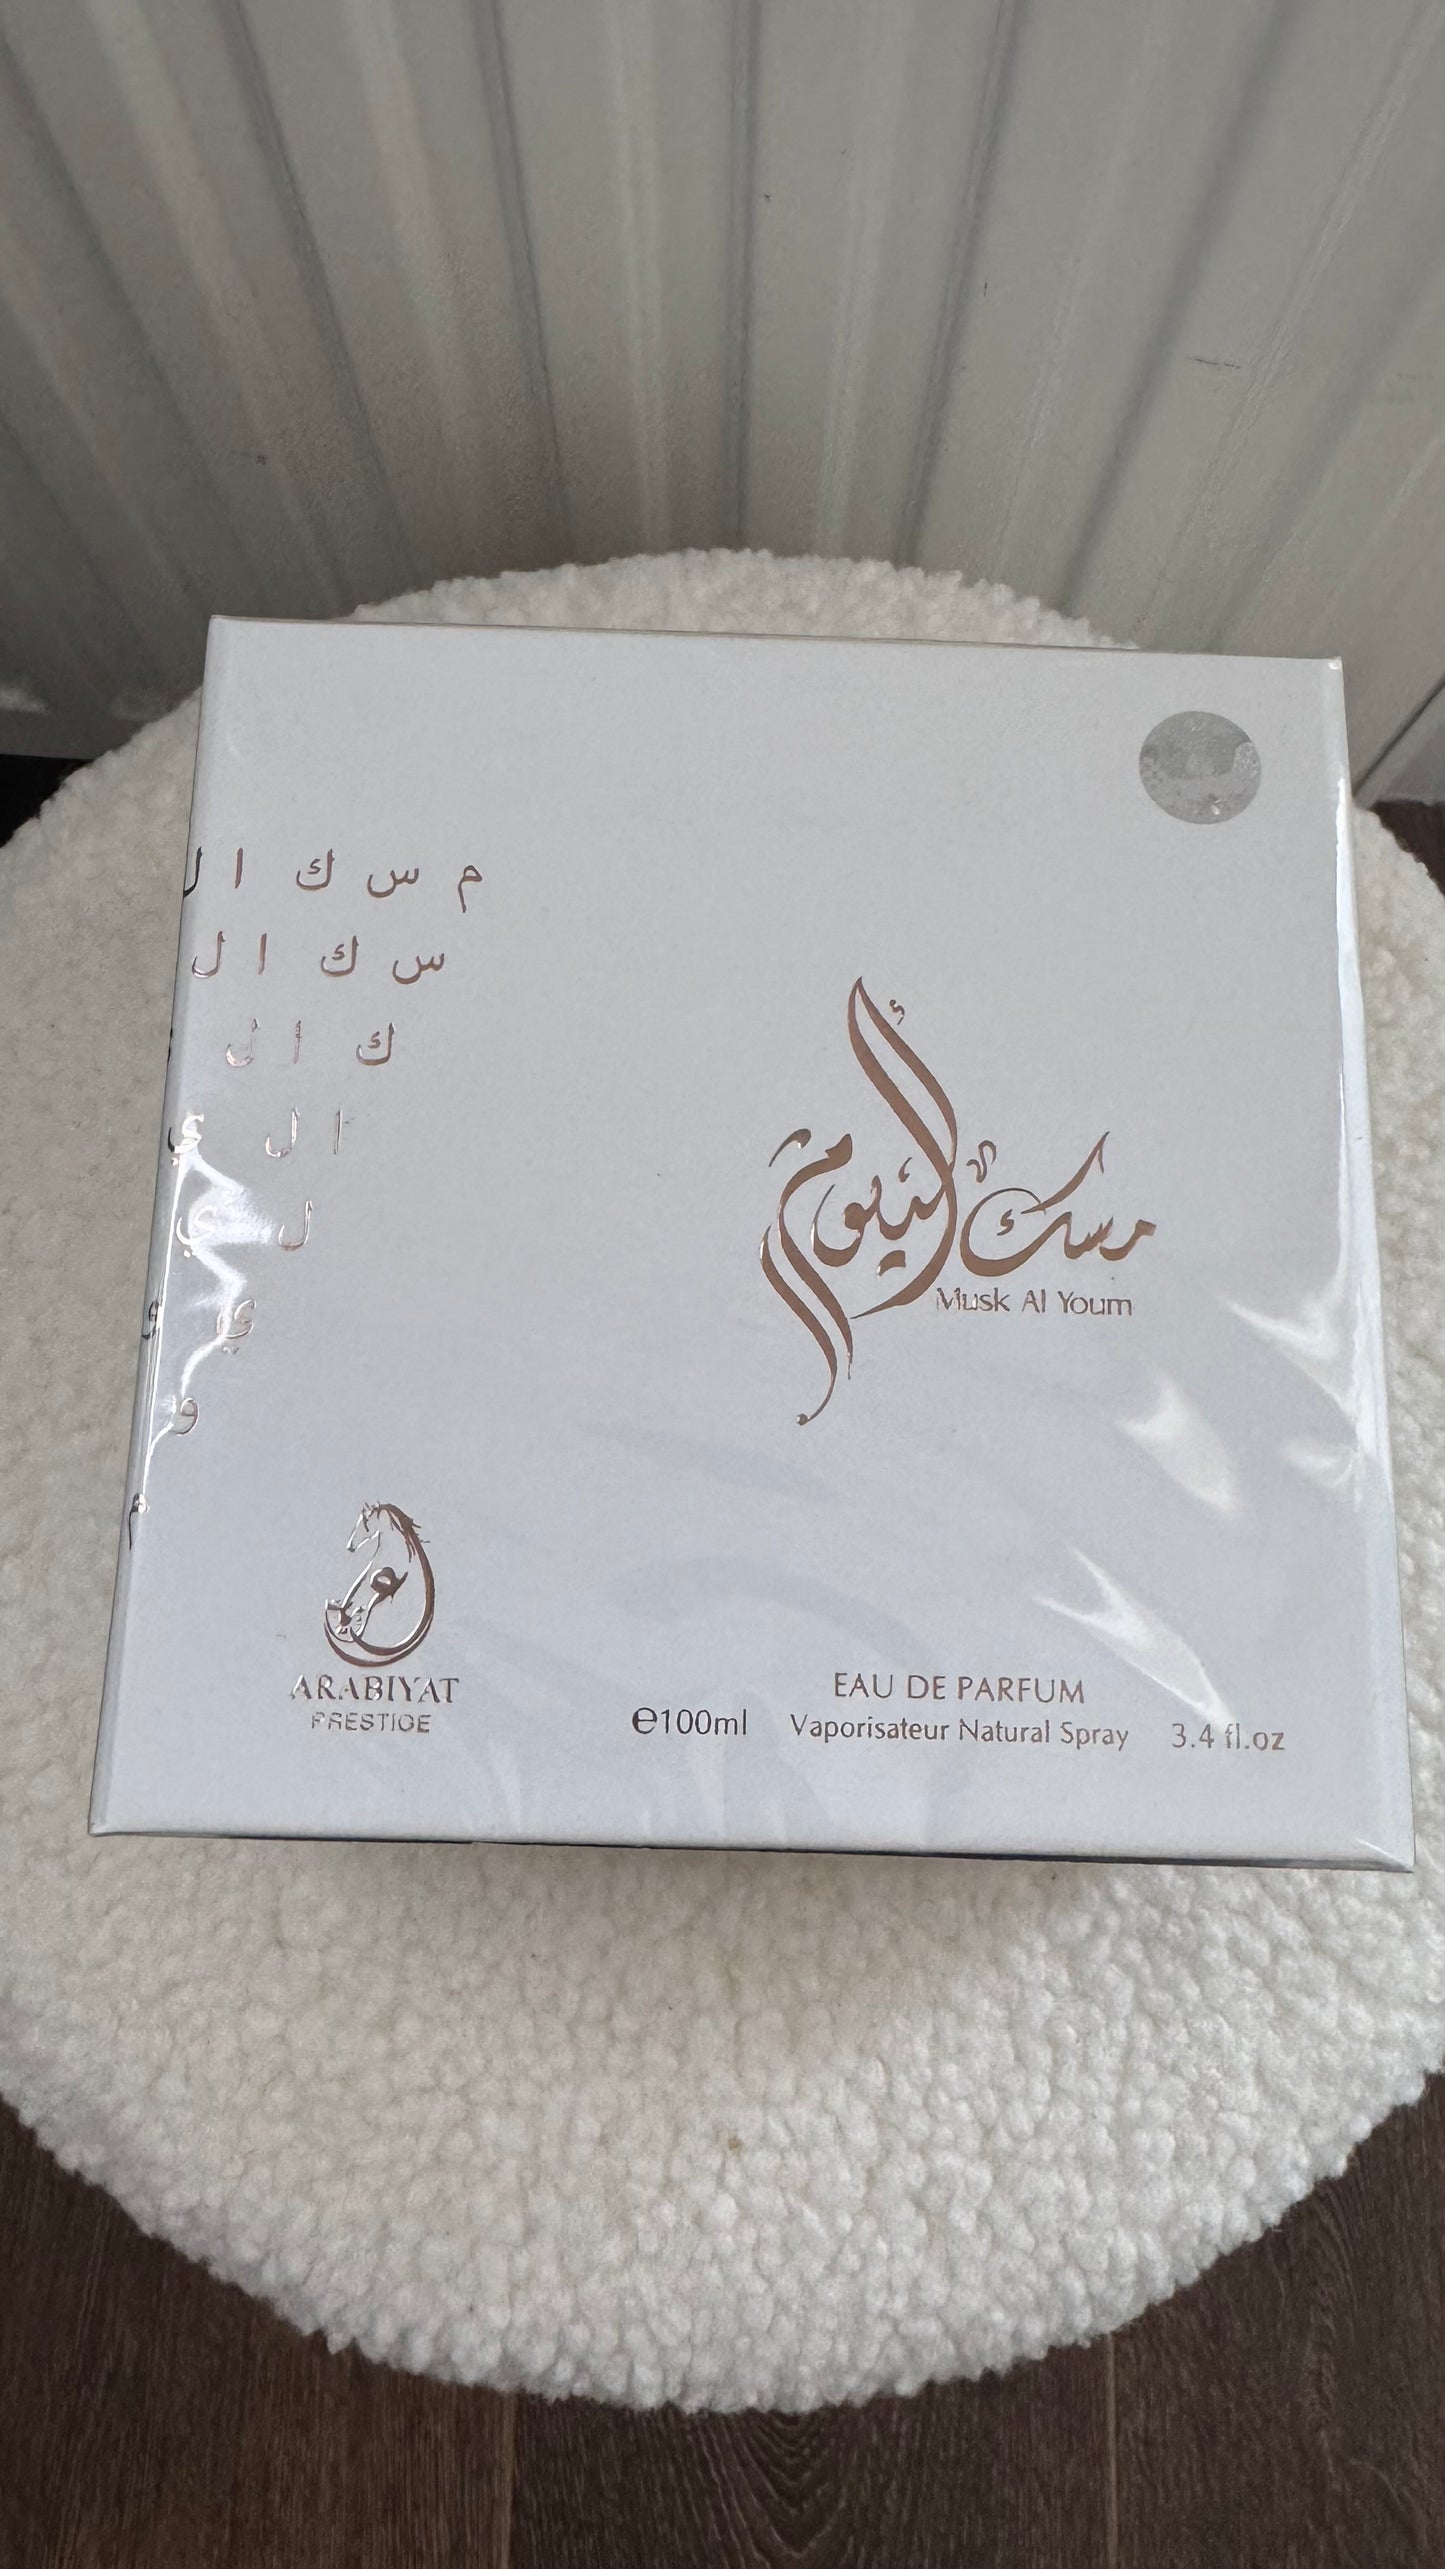 م س ك ا ل
س ك ا ل
ك ا ل
ا ل ي
ل ي
ي و
و
م
مسك اليوم
Musk Al Youm
ARABIYAT
PRESTIGE
EAU DE PARFUM
℮100ml Vaporisateur Natural Spray 3.4 fl.oz